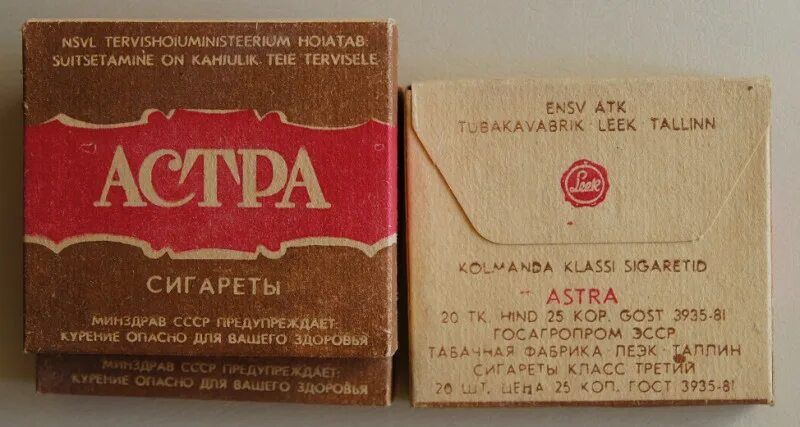 NSVL TERVISHOIUMINISTEERIUM HOIATAB
SUITSETAMINE ON KAHJULIK TEIE TERVISELE
АСТРА
СИГАРЕТЫ
МИНЗДРАВ СССР ПРЕДУПРЕЖДАЕТ
КУРЕНИЕ ОПАСНО ДЛЯ ВАШЕГО ЗДОРОВЬЯ
МИНЗДРАВ СССР ПРЕДУПРЕЖДАЕТ:
КУРЕНИЕ ОПАСНО ДЛЯ ВАШЕГО ЗДОРОВЬЯ
ENSV ATK
TUBAKAVABRIK · LEEK TALLINN
Leek
KOLMANDA KLASSI SIGARETID
ASTRA
20 TK. HIND 25 KOP. GOST 3935-81
ГОСАГРОПРОМ ЭССР
ТАБАЧНАЯ ФАБРИКА · ЛЕЭК · ТАЛЛИН
СИГАРЕТЫ КЛАСС ТРЕТИЙ
20 ШТ. ЦЕНА 25 КОП. ГОСТ 3935-81